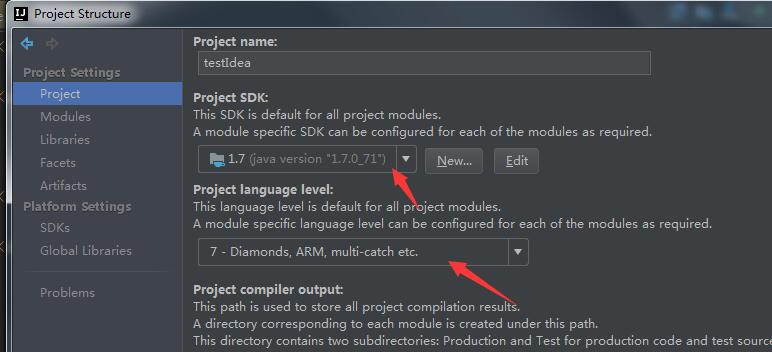 IJ
Project Structure
Project Settings
Project
Modules
Libraries
Facets
Artifacts
Platform Settings
SDKs
Global Libraries
Problems
Project name:
testIdea
Project SDK:
This SDK is default for all project modules.
A module specific SDK can be configured for each of the modules as required.
1.7 (java version "1.7.0_71")
New...
Edit
Project language level:
This language level is default for all project modules.
A module specific language level can be configured for each of the modules as required.
7 - Diamonds, ARM, multi-catch etc.
Project compiler output:
This path is used to store all project compilation results.
A directory corresponding to each module is created under this path.
This directory contains two subdirectories: Production and Test for production code and test source